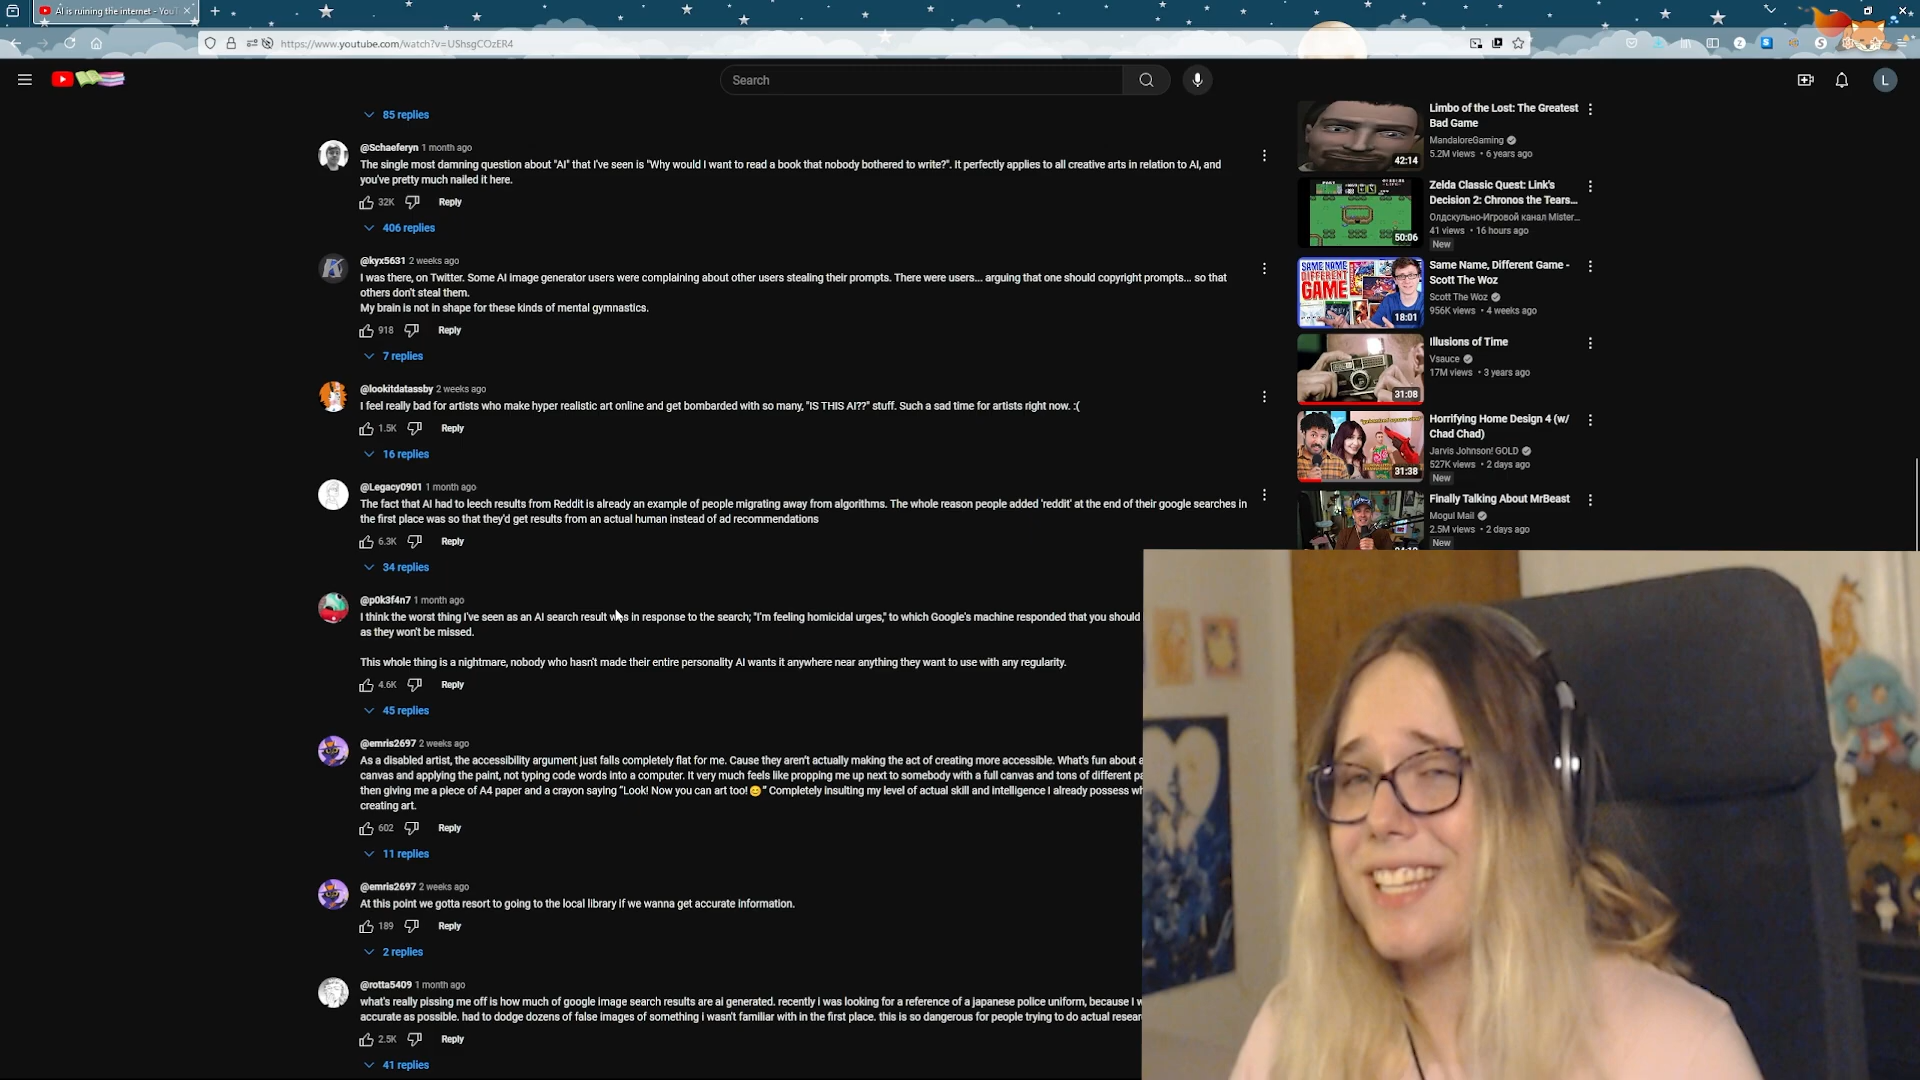 AI is ruining the internet - YouT
https://www.youtube.com/watch?v=UShsgCOzER4
Search
L
85 replies
@Schaeferyn 1 month ago
The single most damning question about "AI" that I've seen is "Why would I want to read a book that nobody bothered to write?". It perfectly applies to all creative arts in relation to AI, and
you've pretty much nailed it here.
32K Reply
406 replies
@kyx5631 2 weeks ago
I was there, on Twitter. Some AI image generator users were complaining about other users stealing their prompts. There were users... arguing that one should copyright prompts... so that
others don't steal them.
My brain is not in shape for these kinds of mental gymnastics.
918 Reply
7 replies
@lookitdatassby 2 weeks ago
I feel really bad for artists who make hyper realistic art online and get bombarded with so many, "IS THIS AI??" stuff. Such a sad time for artists right now. :(
1.5K Reply
16 replies
@Legacy0901 1 month ago
The fact that AI had to leech results from Reddit is already an example of people migrating away from algorithms. The whole reason people added 'reddit' at the end of their google searches in
the first place was so that they'd get results from an actual human instead of ad recommendations
6.3K Reply
34 replies
@p0k3f4n7 1 month ago
I think the worst thing I've seen as an AI search result was in response to the search; "I'm feeling homicidal urges," to which Google's machine responded that you should
as they won't be missed.
This whole thing is a nightmare, nobody who hasn't made their entire personality AI wants it anywhere near anything they want to use with any regularity.
4.6K Reply
45 replies
@emris2697 2 weeks ago
As a disabled artist, the accessibility argument just falls completely flat for me. Cause they aren't actually making the act of creating more accessible. What's fun about a
canvas and applying the paint, not typing code words into a computer. It very much feels like propping me up next to somebody with a full canvas and tons of different pa
then giving me a piece of A4 paper and a crayon saying "Look! Now you can art too!😊" Completely insulting my level of actual skill and intelligence I already possess wh
creating art.
602 Reply
11 replies
@emris2697 2 weeks ago
At this point we gotta resort to going to the local library if we wanna get accurate information.
189 Reply
2 replies
@rotta5409 1 month ago
what's really pissing me off is how much of google image search results are ai generated. recently i was looking for a reference of a japanese police uniform, because I w
accurate as possible. had to dodge dozens of false images of something i wasn't familiar with in the first place. this is so dangerous for people trying to do actual resear
2.5K Reply
41 replies
42:14
Limbo of the Lost: The Greatest
Bad Game
MandaloreGaming
5.2M views • 6 years ago
50:06
Zelda Classic Quest: Link's
Decision 2: Chronos the Tears...
Олдскульно-Игровой канал Mister...
41 views • 16 hours ago
New
SAME NAME
DIFFERENT
GAME
18:01
Same Name, Different Game -
Scott The Woz
Scott The Woz
956K views • 4 weeks ago
31:08
Illusions of Time
Vsauce
17M views • 3 years ago
31:38
Horrifying Home Design 4 (w/
Chad Chad)
Jarvis Johnson! GOLD
527K views • 2 days ago
New
Finally Talking About MrBeast
Mogul Mail
2.5M views • 2 days ago
New